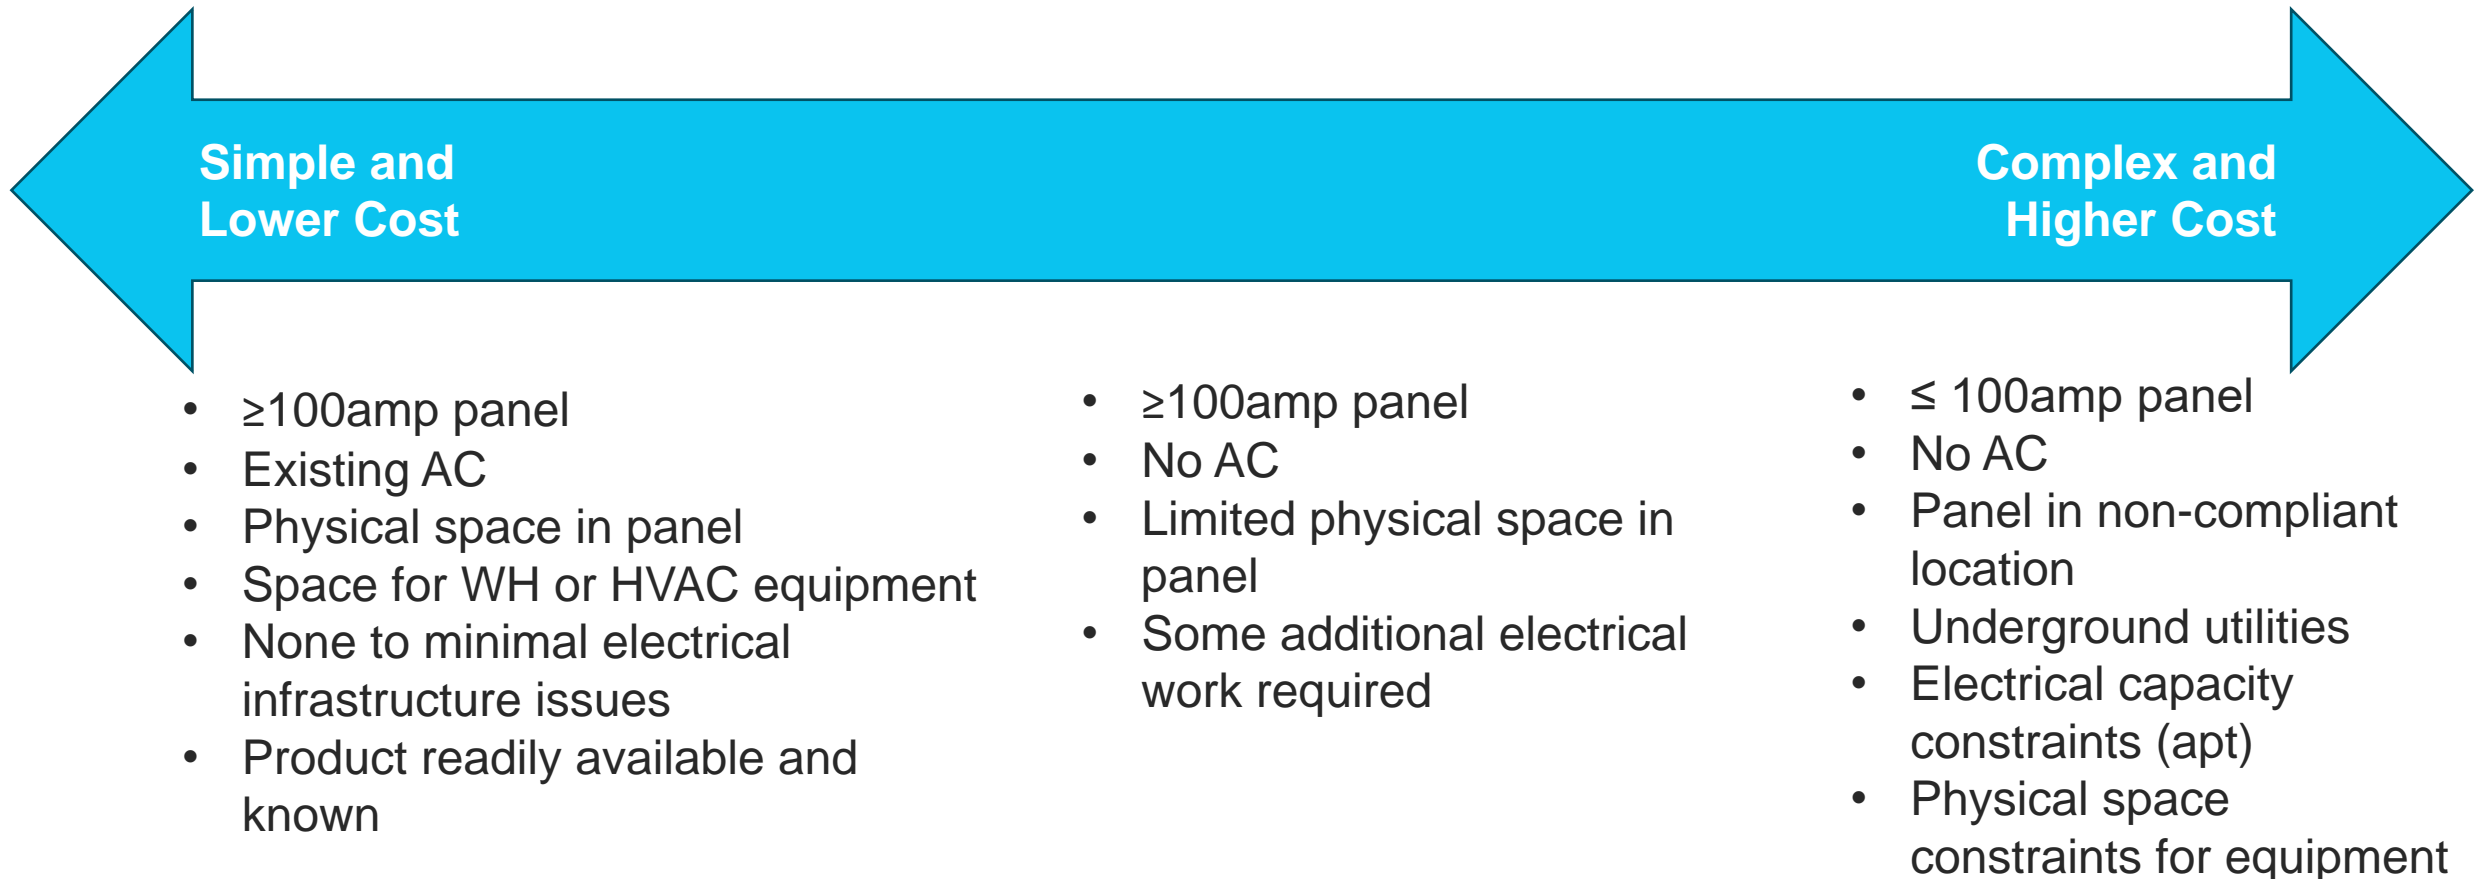 Simple and
Lower Cost
Complex and
Higher Cost
• ≥100amp panel
• Existing AC
• Physical space in panel
• Space for WH or HVAC equipment
• None to minimal electrical
infrastructure issues
• Product readily available and
known
• ≥100amp panel
• No AC
• Limited physical space in
panel
• Some additional electrical
work required
• ≤ 100amp panel
• No AC
• Panel in non-compliant
location
• Underground utilities
• Electrical capacity
constraints (apt)
• Physical space
constraints for equipment